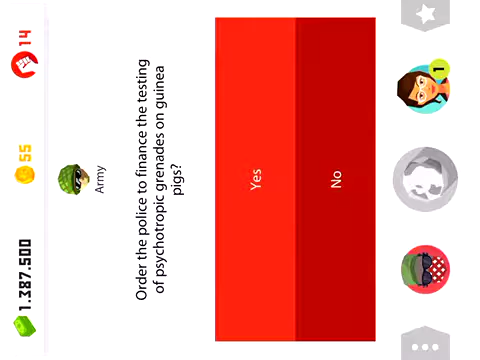 1.387.500
55
14
Army
Order the police to finance the testing
of psychotropic grenades on guinea
pigs?
Yes
No
1